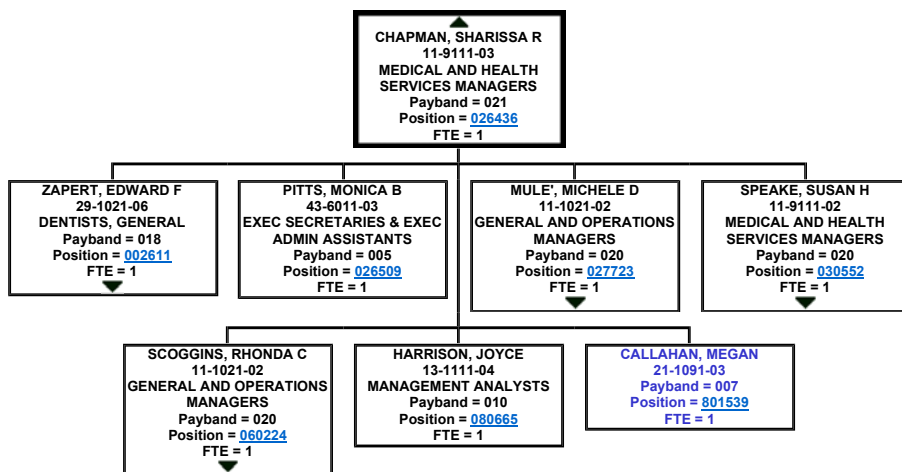 CHAPMAN, SHARISSA R
11-9111-03
MEDICAL AND HEALTH
SERVICES MANAGERS
Payband = 021
Position = 026436
FTE = 1
ZAPERT, EDWARD F
29-1021-06
DENTISTS, GENERAL
Payband = 018
Position = 002611
FTE = 1
PITTS, MONICA B
43-6011-03
EXEC SECRETARIES & EXEC
ADMIN ASSISTANTS
Payband = 005
Position = 026509
FTE = 1
MULE', MICHELE D
11-1021-02
GENERAL AND OPERATIONS
MANAGERS
Payband = 020
Position = 027723
FTE = 1
SPEAKE, SUSAN H
11-9111-02
MEDICAL AND HEALTH
SERVICES MANAGERS
Payband = 020
Position = 030552
FTE = 1
SCOGGINS, RHONDA C
11-1021-02
GENERAL AND OPERATIONS
MANAGERS
Payband = 020
Position = 060224
FTE = 1
HARRISON, JOYCE
13-1111-04
MANAGEMENT ANALYSTS
Payband = 010
Position = 080665
FTE = 1
CALLAHAN, MEGAN
21-1091-03
Payband = 007
Position = 801539
FTE = 1